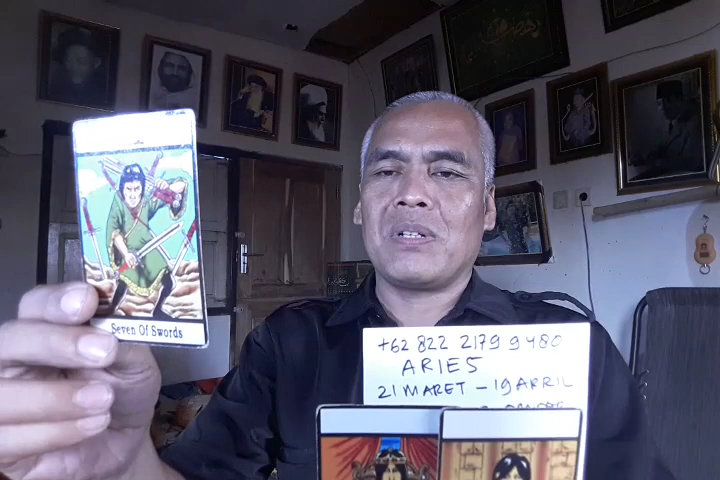 Seven Of Swords
+62 822 2179 9480
ARIES
21 MARET - 19 APRIL